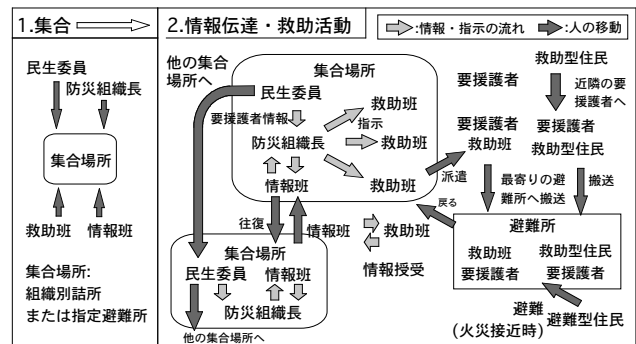 1.集合
民生委員
防災組織長
集合場所
救助班
情報班
集合場所:
組織別詰所
または指定避難所
2.情報伝達・救助活動
:情報・指示の流れ
:人の移動
他の集合
場所へ
集合場所
民生委員
要援護者情報
防災組織長
情報班
指示
救助班
救助班
救助班
往復
情報班
集合場所
民生委員
情報班
防災組織長
他の集合場所へ
救助班
情報授受
派遣
戻る
要援護者
要援護者
救助班
最寄りの避
難所へ搬送
救助型住民
近隣の要
援護者へ
要援護者
救助型住民
搬送
避難所
救助班
要援護者
救助型住民
要援護者
避難
(火災接近時)
避難型住民